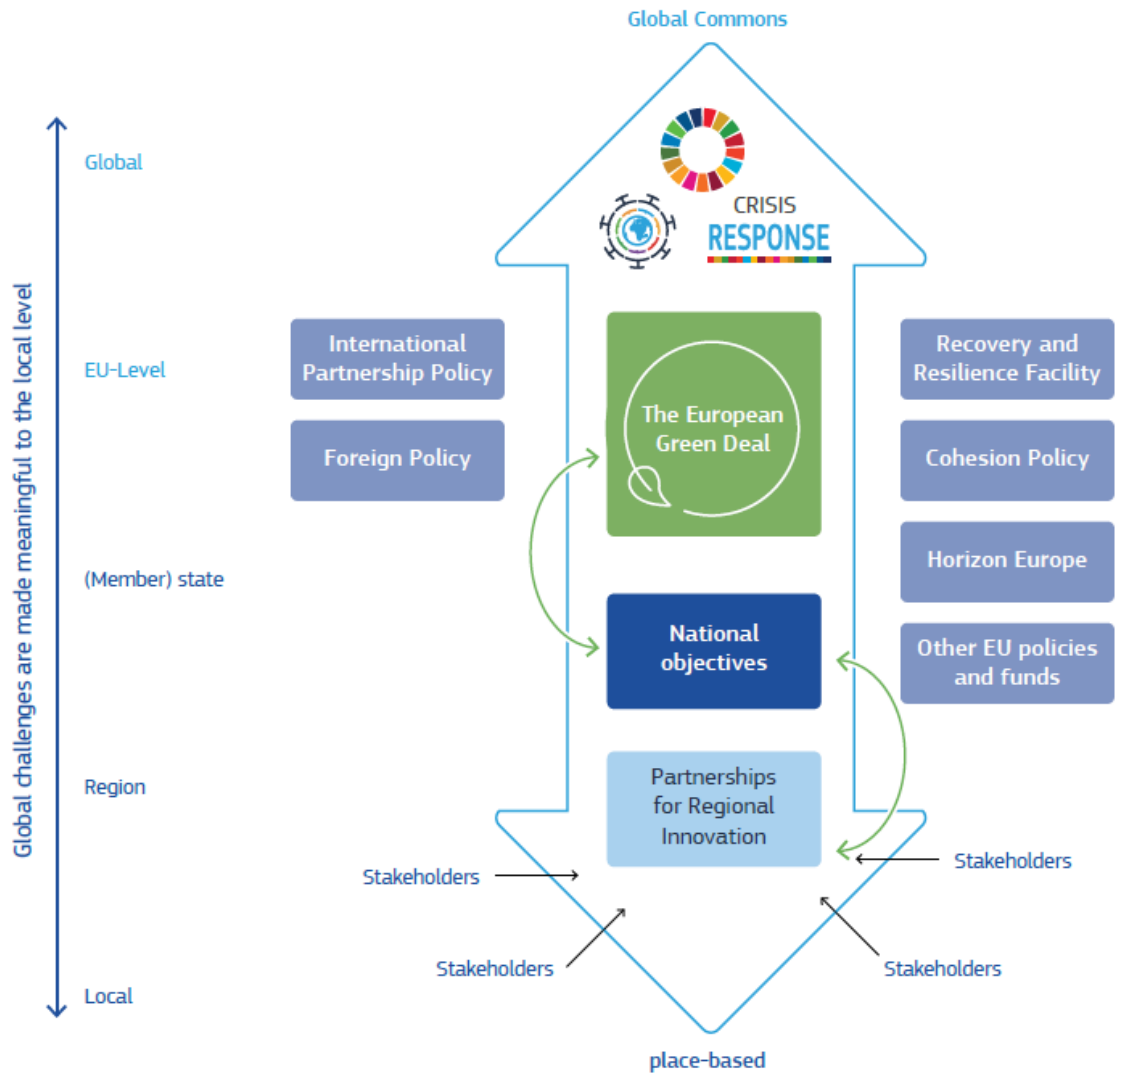 Global Commons
Global challenges are made meaningful to the local level
Global
CRISIS
RESPONSE
EU-Level
International
Partnership Policy
Foreign Policy
The European
Green Deal
Recovery and
Resilience Facility
Cohesion Policy
Horizon Europe
Other EU policies
and funds
(Member) state
National
objectives
Region
Partnerships
for Regional
Innovation
Stakeholders
Stakeholders
Stakeholders
Stakeholders
Local
place-based